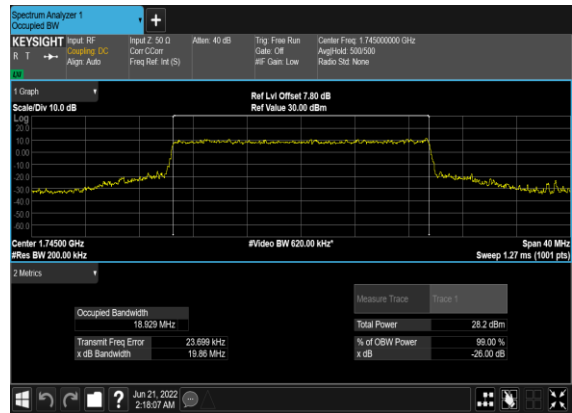 Spectrum Analyzer 1
Occupied BW
+
KEYSIGHT
R T
LXI
Input: RF
Coupling: DC
Align: Auto
Input Z: 50 Ω
Corr CCorr
Freq Ref: Int (S)
Atten: 40 dB
Trig: Free Run
Gate: Off
#IF Gain: Low
Center Freq: 1.745000000 GHz
Avg|Hold: 500/500
Radio Std: None
1 Graph
Scale/Div 10.0 dB
Ref Lvl Offset 7.80 dB
Ref Value 30.00 dBm
Log
20.0
10.0
0.00
-10.0
-20.0
-30.0
-40.0
-50.0
-60.0
Center 1.74500 GHz
#Res BW 200.00 kHz
#Video BW 620.00 kHz*
Span 40 MHz
Sweep 1.27 ms (1001 pts)
2 Metrics
Measure Trace Trace 1
Occupied Bandwidth
18.929 MHz
Total Power 28.2 dBm
Transmit Freq Error 23.699 kHz
x dB Bandwidth 19.86 MHz
% of OBW Power 99.00 %
x dB -26.00 dB
?
Jun 21, 2022
2:18:07 AM